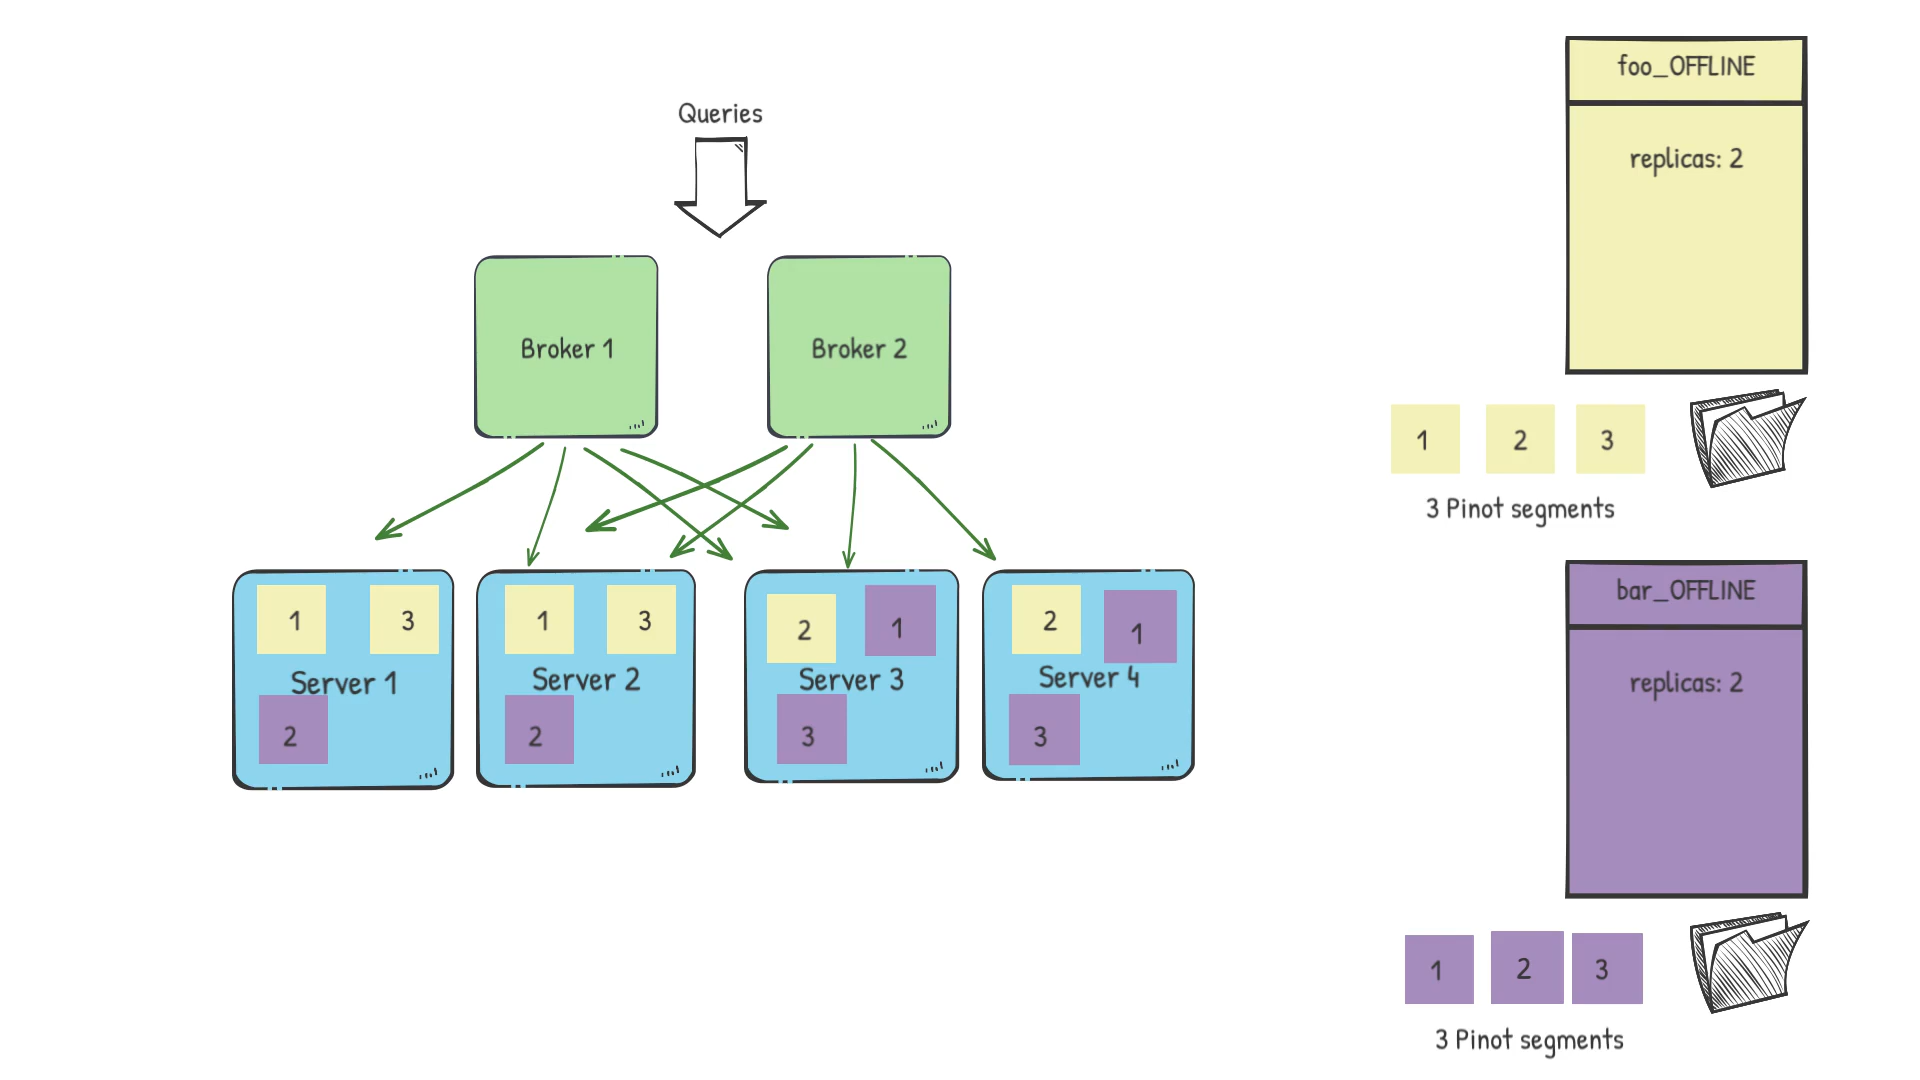 Queries
Broker 1
Broker 2
1
3
Server 1
2
1
3
Server 2
2
2
1
Server 3
3
2
1
Server 4
3
foo_OFFLINE
replicas: 2
1
2
3
3 Pinot segments
bar_OFFLINE
replicas: 2
1
2
3
3 Pinot segments